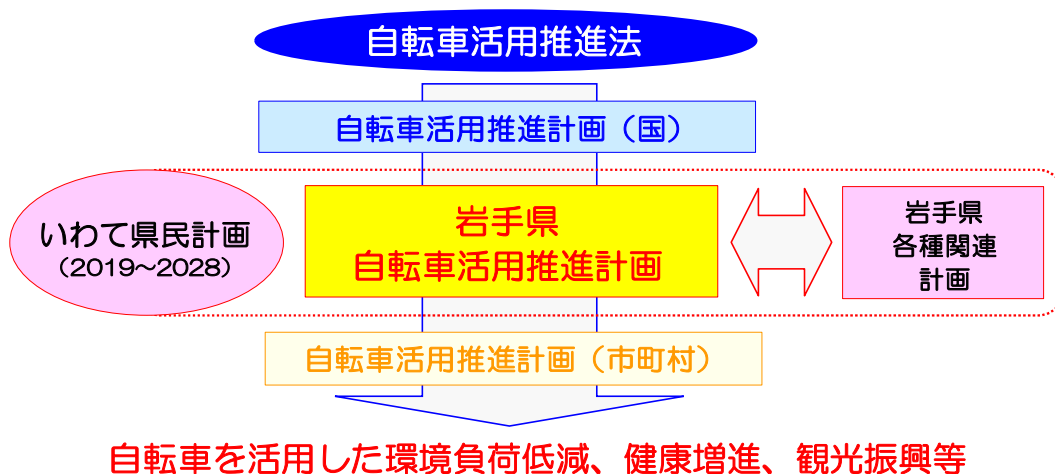 自転車活用推進法
自転車活用推進計画（国）
いわて県民計画
（2019～2028）
岩手県
自転車活用推進計画
岩手県
各種関連
計画
自転車活用推進計画（市町村）
自転車を活用した環境負荷低減、健康増進、観光振興等